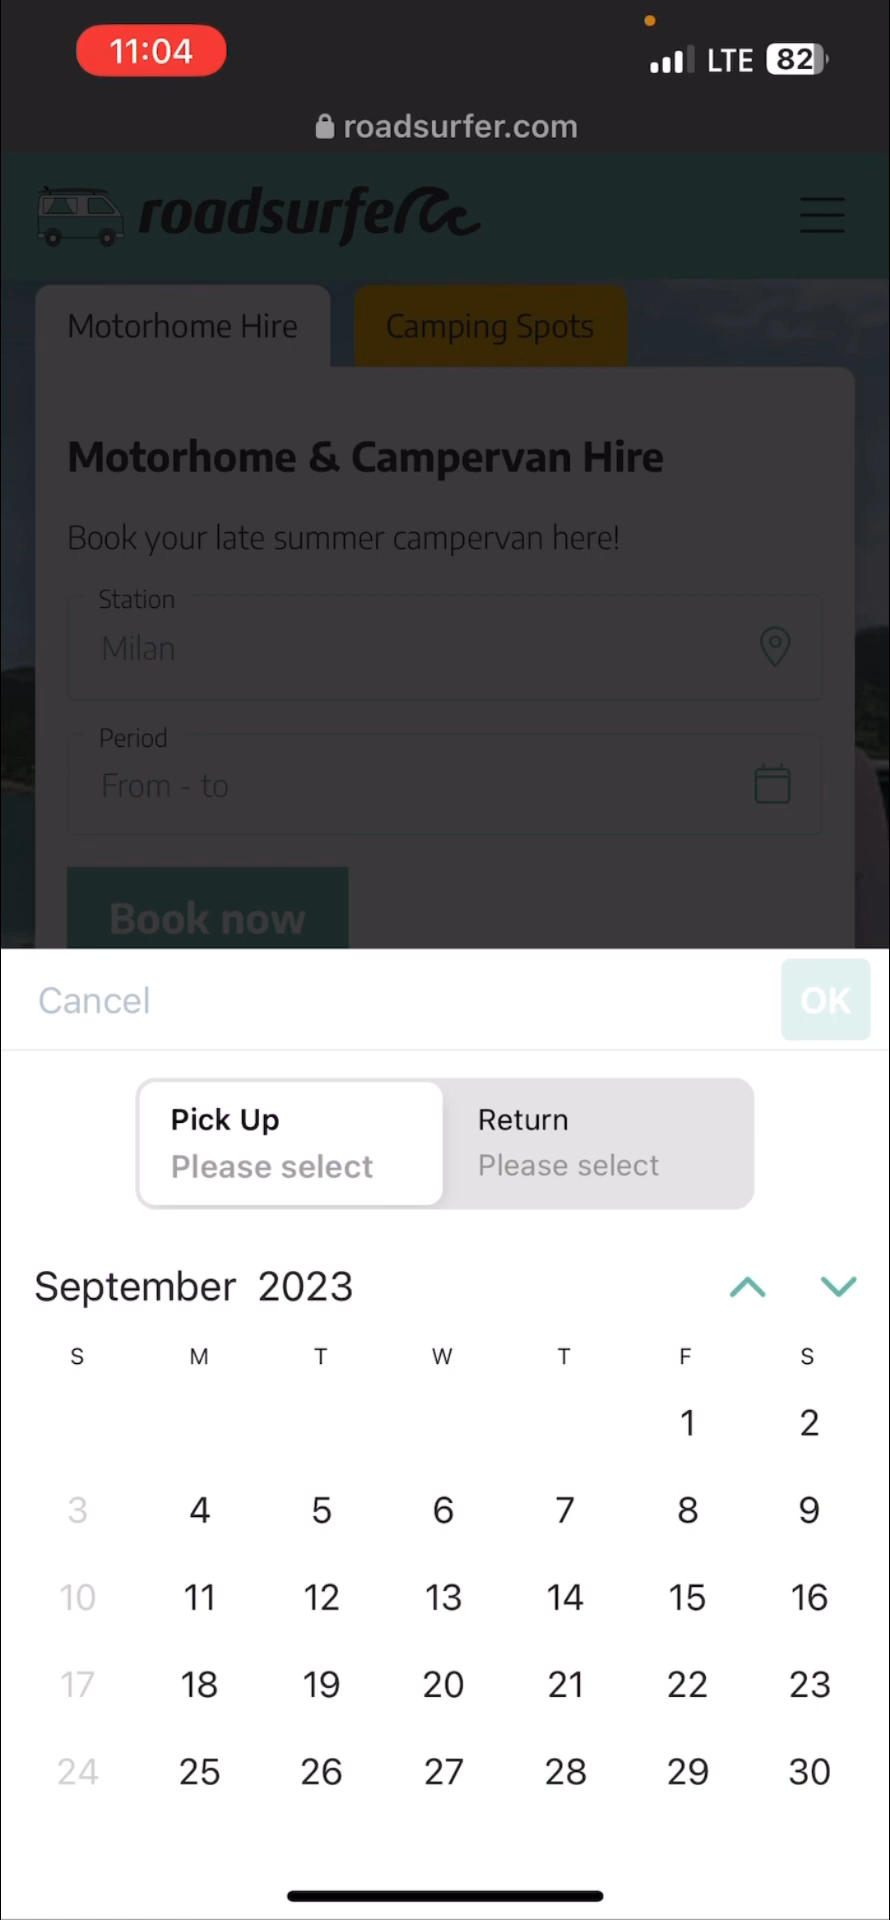 11:04
LTE 82
roadsurfer.com
roadsurfer
Motorhome Hire
Camping Spots
Motorhome & Campervan Hire
Book your late summer campervan here!
Station
Milan
Period
From - to
Book now
Cancel
OK
Pick Up
Please select
Return
Please select
September 2023
S M T W T F S
1 2
3 4 5 6 7 8 9
10 11 12 13 14 15 16
17 18 19 20 21 22 23
24 25 26 27 28 29 30